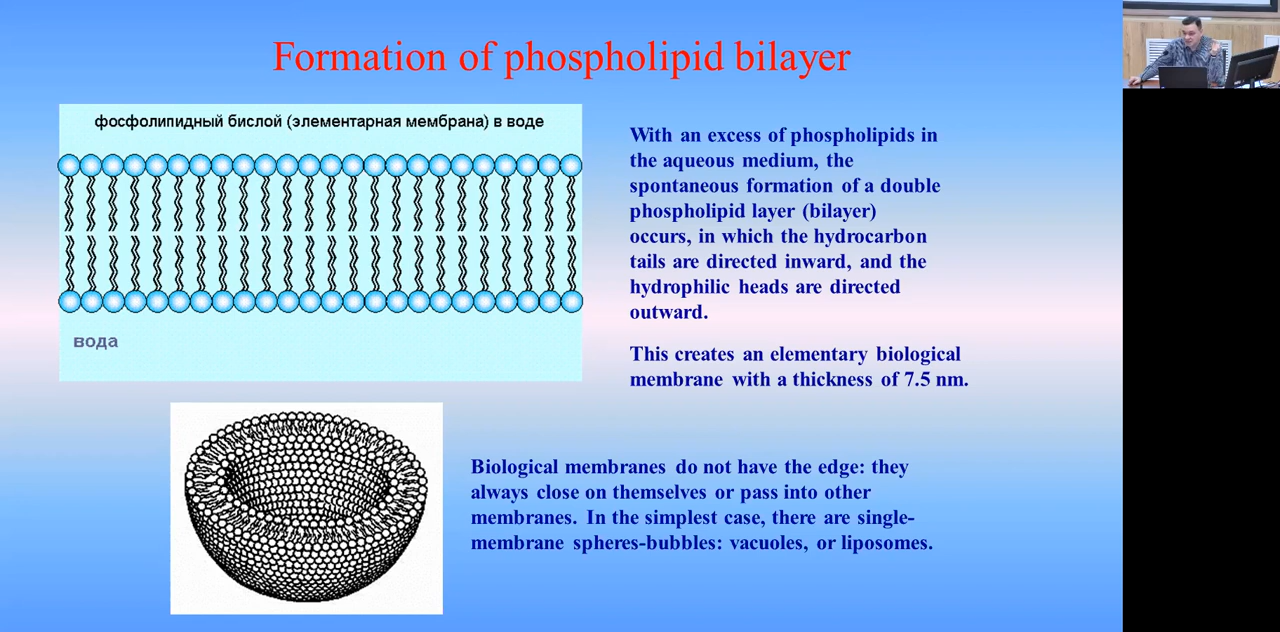 Formation of phospholipid bilayer
фосфолипидный бислой (элементарная мембрана) в воде
вода
With an excess of phospholipids in
the aqueous medium, the
spontaneous formation of a double
phospholipid layer (bilayer)
occurs, in which the hydrocarbon
tails are directed inward, and the
hydrophilic heads are directed
outward.
This creates an elementary biological
membrane with a thickness of 7.5 nm.
Biological membranes do not have the edge: they
always close on themselves or pass into other
membranes. In the simplest case, there are single-
membrane spheres-bubbles: vacuoles, or liposomes.